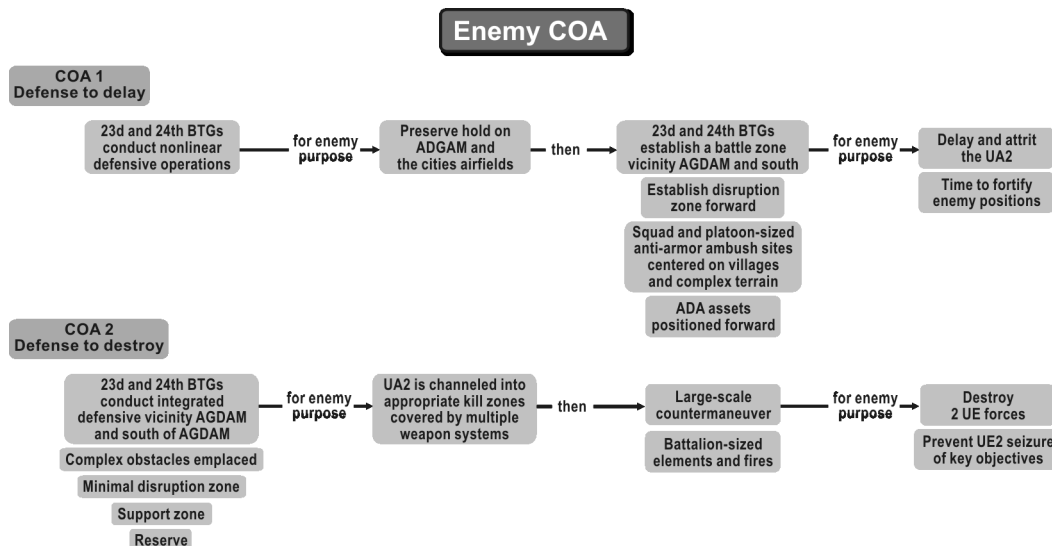 Enemy COA
COA 1
Defense to delay
23d and 24th BTGs
conduct nonlinear
defensive operations
for enemy
purpose
Preserve hold on
ADGAM and
the cities airfields
then
23d and 24th BTGs
establish a battle zone
vicinity AGDAM and south
Establish disruption
zone forward
Squad and platoon-sized
anti-armor ambush sites
centered on villages
and complex terrain
ADA assets
positioned forward
for enemy
purpose
Delay and attrit
the UA2
Time to fortify
enemy positions
COA 2
Defense to destroy
23d and 24th BTGs
conduct integrated
defensive vicinity AGDAM
and south of AGDAM
Complex obstacles emplaced
Minimal disruption zone
Support zone
Reserve
for enemy
purpose
UA2 is channeled into
appropriate kill zones
covered by multiple
weapon systems
then
Large-scale
countermaneuver
Battalion-sized
elements and fires
for enemy
purpose
Destroy
2 UE forces
Prevent UE2 seizure
of key objectives